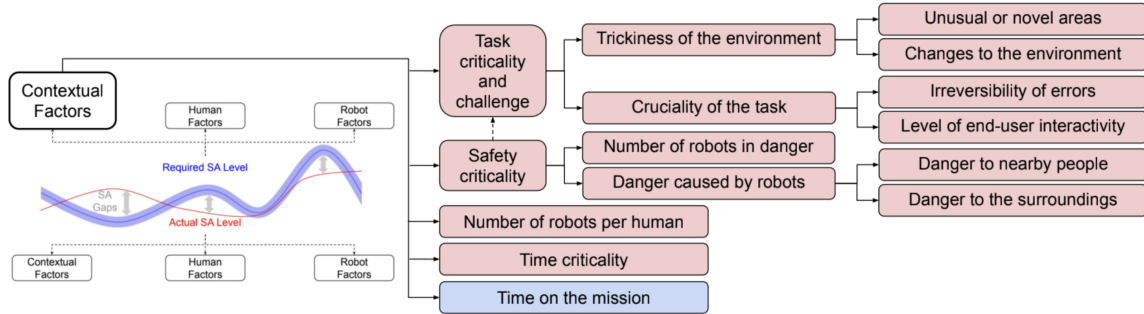 Contextual
Factors
Human
Factors
Robot
Factors
Required SA Level
SA
Gaps
Actual SA Level
Contextual
Factors
Human
Factors
Robot
Factors
Task
criticality
and
challenge
Safety
criticality
Number of robots per human
Time criticality
Time on the mission
Trickiness of the environment
Cruciality of the task
Number of robots in danger
Danger caused by robots
Unusual or novel areas
Changes to the environment
Irreversibility of errors
Level of end-user interactivity
Danger to nearby people
Danger to the surroundings